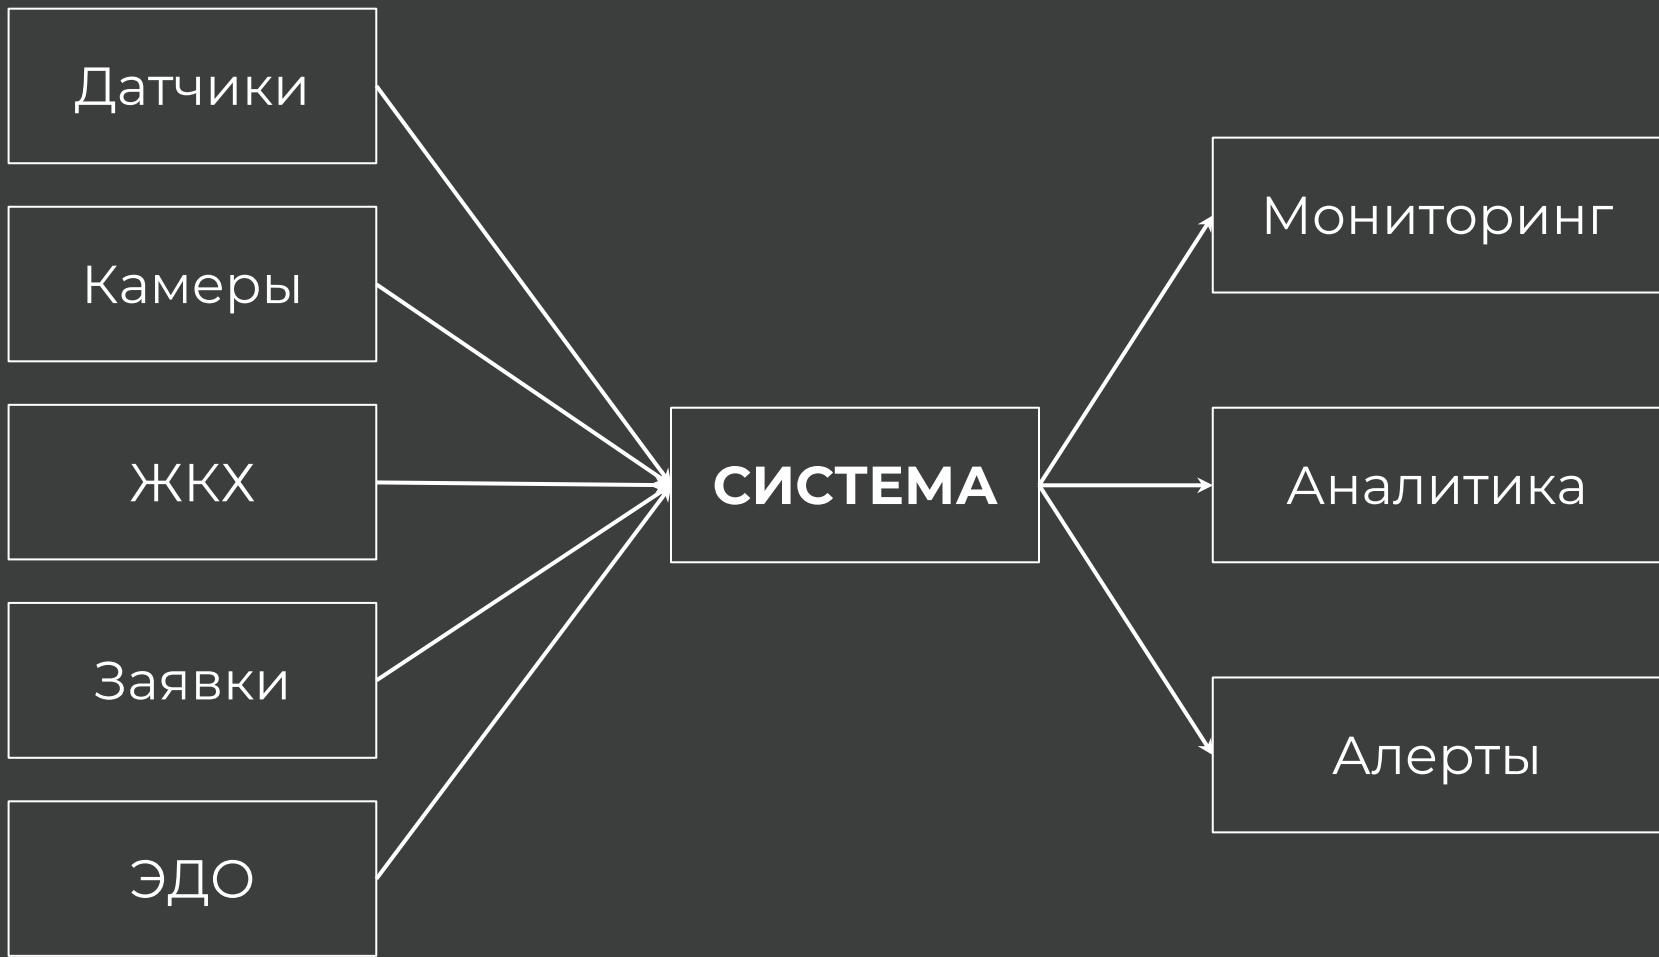 Датчики
Камеры
ЖКХ
Заявки
ЭДО
СИСТЕМА
Мониторинг
Аналитика
Алерты